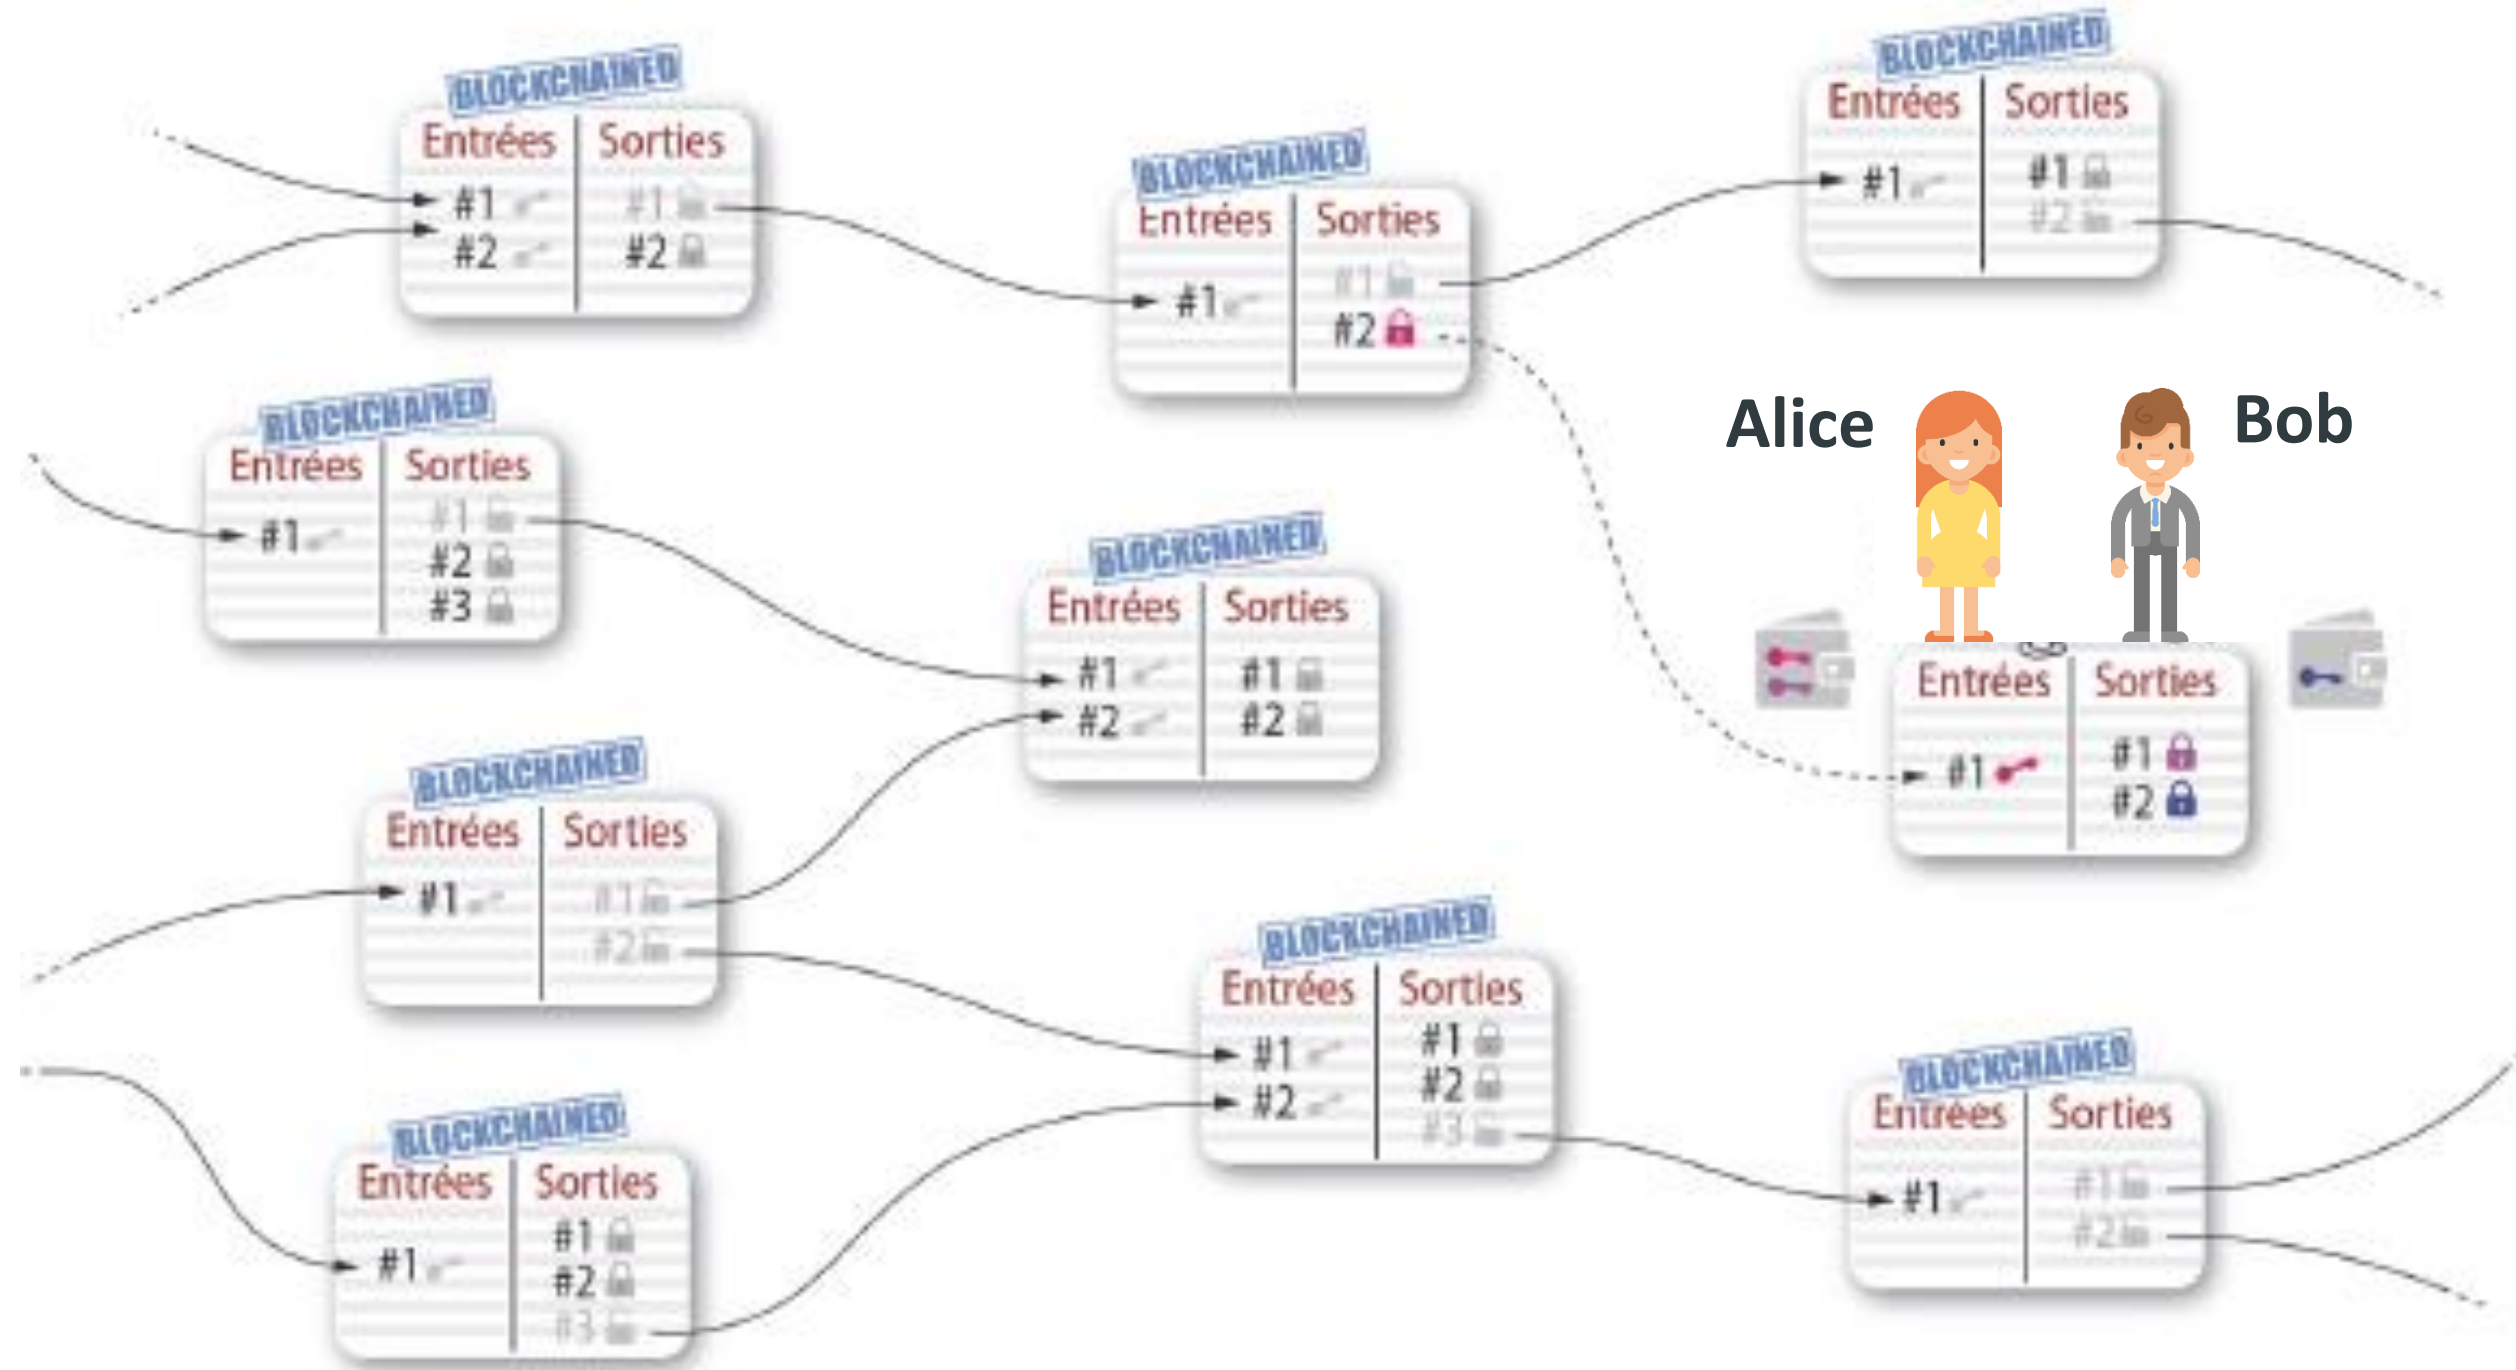 BLOCKCHAINED
Entrées Sorties
#1 #1
#2 #2
BLOCKCHAINED
Entrées Sorties
#1 #1
#2
BLOCKCHAINED
Entrées Sorties
#1 #1
#2
BLOCKCHAINED
Entrées Sorties
#1 #1
#2
#3
Alice Bob
BLOCKCHAINED
Entrées Sorties
#1 #1
#2 #2
Entrées Sorties
#1 #1
#2
BLOCKCHAINED
Entrées Sorties
#1 #1
#2
BLOCKCHAINED
Entrées Sorties
#1 #1
#2 #2
#3
BLOCKCHAINED
Entrées Sorties
#1 #1
#2
BLOCKCHAINED
Entrées Sorties
#1 #1
#2
#3